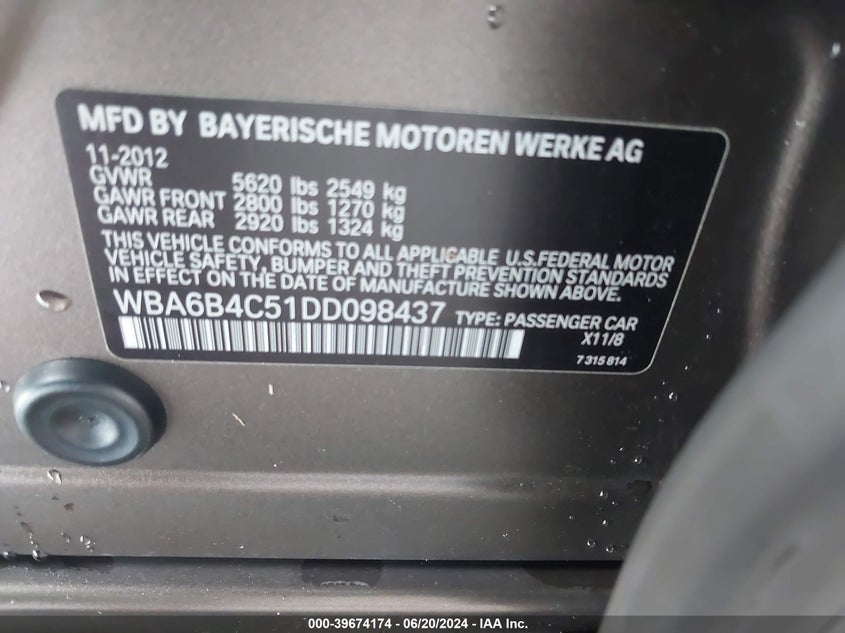 MFD BY BAYERISCHE MOTOREN WERKE AG
11-2012
GVWR 5620 lbs 2549 kg
GAWR FRONT 2800 lbs 1270 kg
GAWR REAR 2920 lbs 1324 kg
THIS VEHICLE CONFORMS TO ALL APPLICABLE U.S.FEDERAL MOTOR
VEHICLE SAFETY, BUMPER AND THEFT PREVENTION STANDARDS
IN EFFECT ON THE DATE OF MANUFACTURE SHOWN ABOVE.
WBA6B4C51DD098437 TYPE: PASSENGER CAR
X11/8
7 315 814
000-39674174 / 06/20/2024 - IAA Inc.